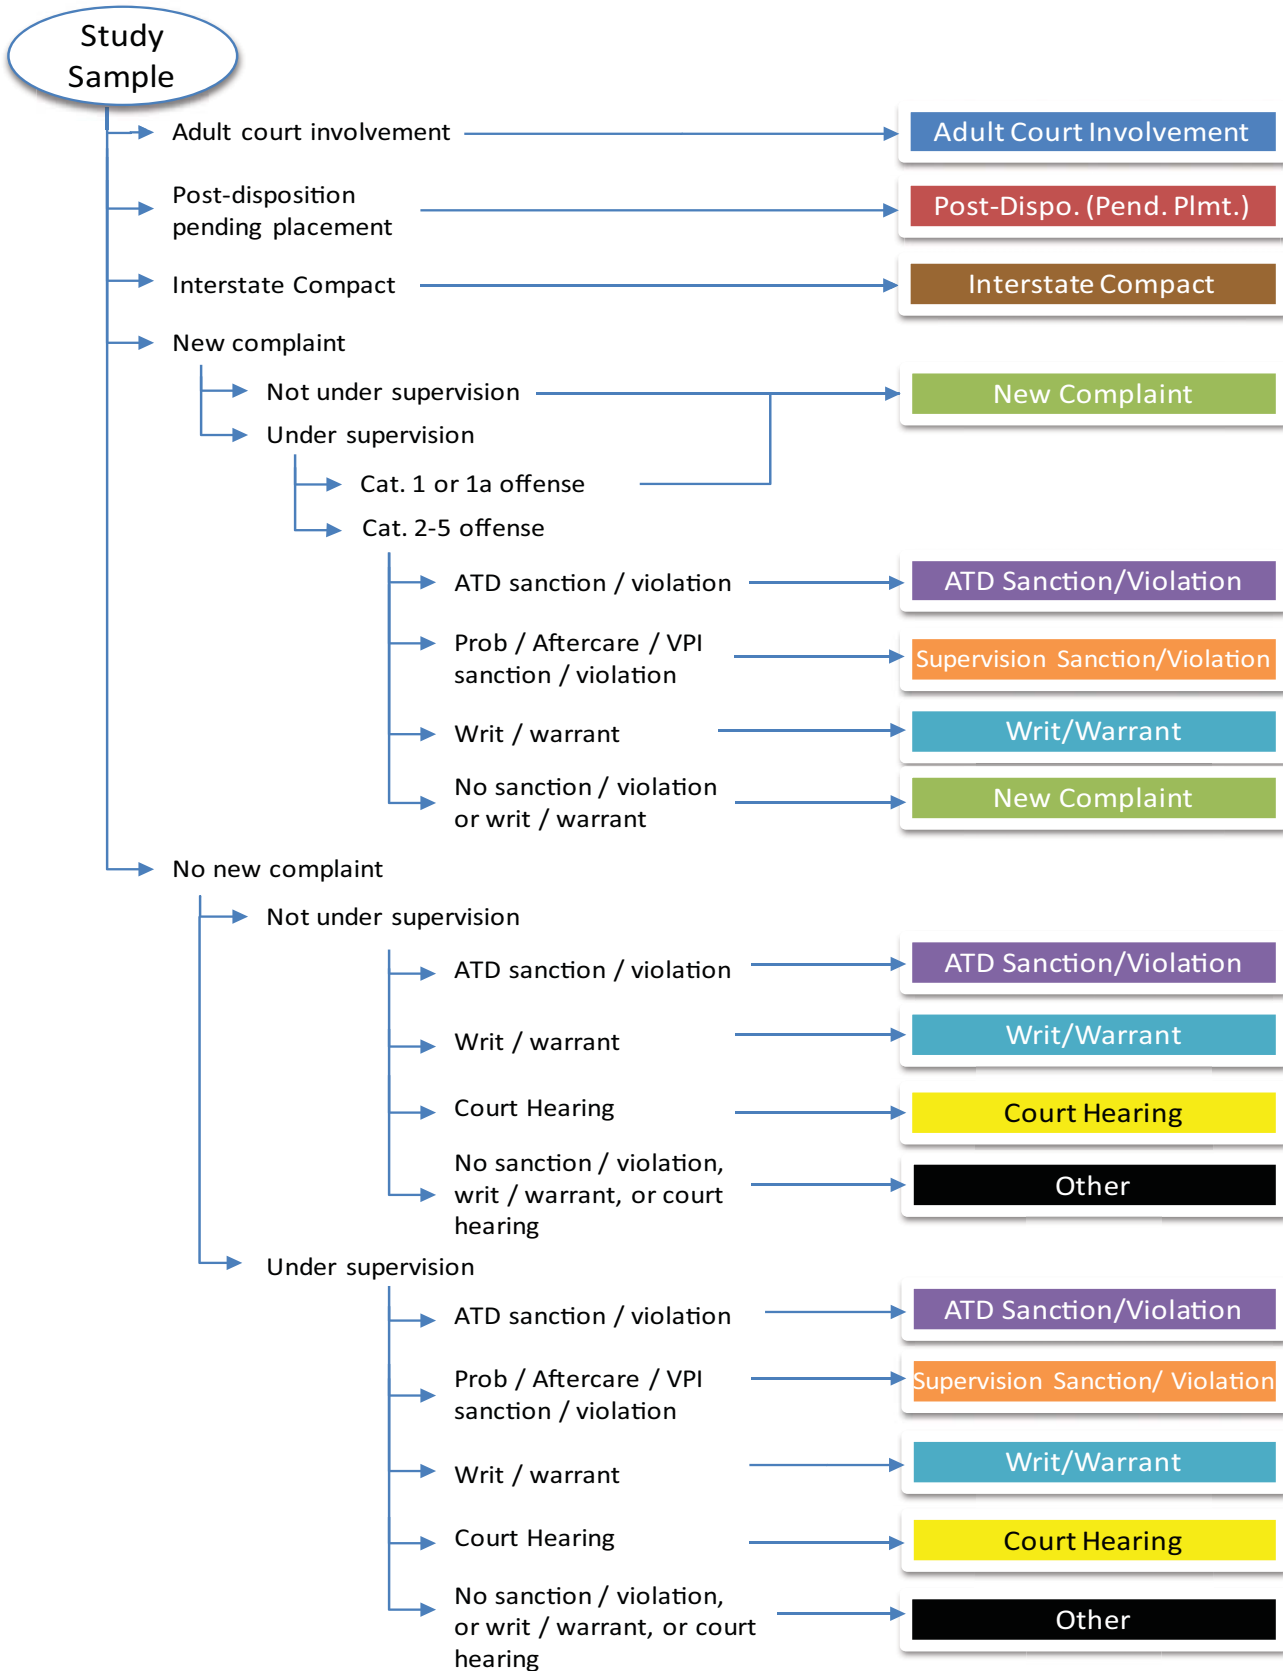 Study
Sample
Adult court involvement
Adult Court Involvement
Post-disposition
pending placement
Post-Dispo. (Pend. Plmt.)
Interstate Compact
Interstate Compact
New complaint
Not under supervision
New Complaint
Under supervision
Cat. 1 or 1a offense
Cat. 2-5 offense
ATD sanction / violation
ATD Sanction/Violation
Prob / Aftercare / VPI
sanction / violation
Supervision Sanction/Violation
Writ / warrant
Writ/Warrant
No sanction / violation
or writ / warrant
New Complaint
No new complaint
Not under supervision
ATD sanction / violation
ATD Sanction/Violation
Writ / warrant
Writ/Warrant
Court Hearing
Court Hearing
No sanction / violation,
writ / warrant, or court
hearing
Other
Under supervision
ATD sanction / violation
ATD Sanction/Violation
Prob / Aftercare / VPI
sanction / violation
Supervision Sanction/ Violation
Writ / warrant
Writ/Warrant
Court Hearing
Court Hearing
No sanction / violation,
or writ / warrant, or court
hearing
Other